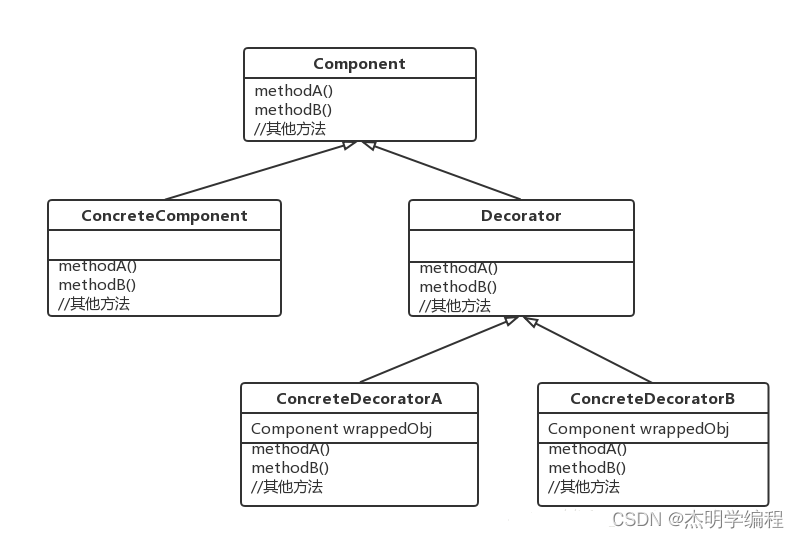 Component
methodA()
methodB()
//其他方法
ConcreteComponent
methodA()
methodB()
//其他方法
Decorator
methodA()
methodB()
//其他方法
ConcreteDecoratorA
Component wrappedObj
methodA()
methodB()
//其他方法
ConcreteDecoratorB
Component wrappedObj
methodA()
methodB()
//其他方法
CSDN @杰明学编程